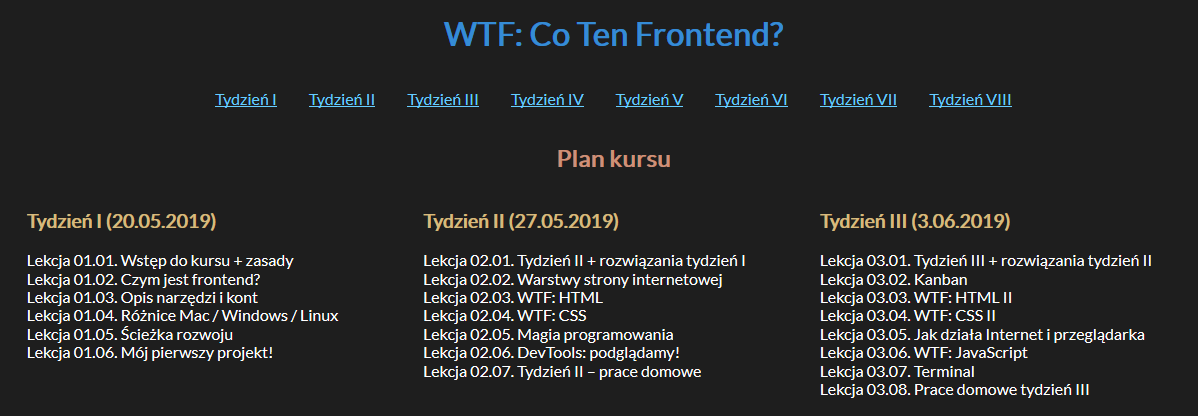 WTF: Co Ten Frontend?
Tydzień I Tydzień II Tydzień III Tydzień IV Tydzień V Tydzień VI Tydzień VII Tydzień VIII
Plan kursu
Tydzień I (20.05.2019)
Lekcja 01.01. Wstęp do kursu + zasady
Lekcja 01.02. Czym jest frontend?
Lekcja 01.03. Opis narzędzi i kont
Lekcja 01.04. Różnice Mac / Windows / Linux
Lekcja 01.05. Ścieżka rozwoju
Lekcja 01.06. Mój pierwszy projekt!
Tydzień II (27.05.2019)
Lekcja 02.01. Tydzień II + rozwiązania tydzień I
Lekcja 02.02. Warstwy strony internetowej
Lekcja 02.03. WTF: HTML
Lekcja 02.04. WTF: CSS
Lekcja 02.05. Magia programowania
Lekcja 02.06. DevTools: podglądamy!
Lekcja 02.07. Tydzień II – prace domowe
Tydzień III (3.06.2019)
Lekcja 03.01. Tydzień III + rozwiązania tydzień II
Lekcja 03.02. Kanban
Lekcja 03.03. WTF: HTML II
Lekcja 03.04. WTF: CSS II
Lekcja 03.05. Jak działa Internet i przeglądarka
Lekcja 03.06. WTF: JavaScript
Lekcja 03.07. Terminal
Lekcja 03.08. Prace domowe tydzień III